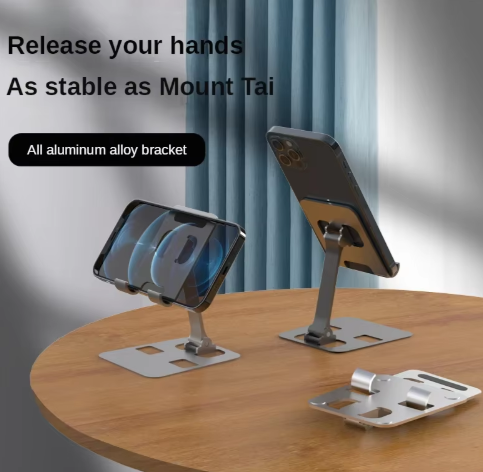 Release your hands
As stable as Mount Tai
All aluminum alloy bracket